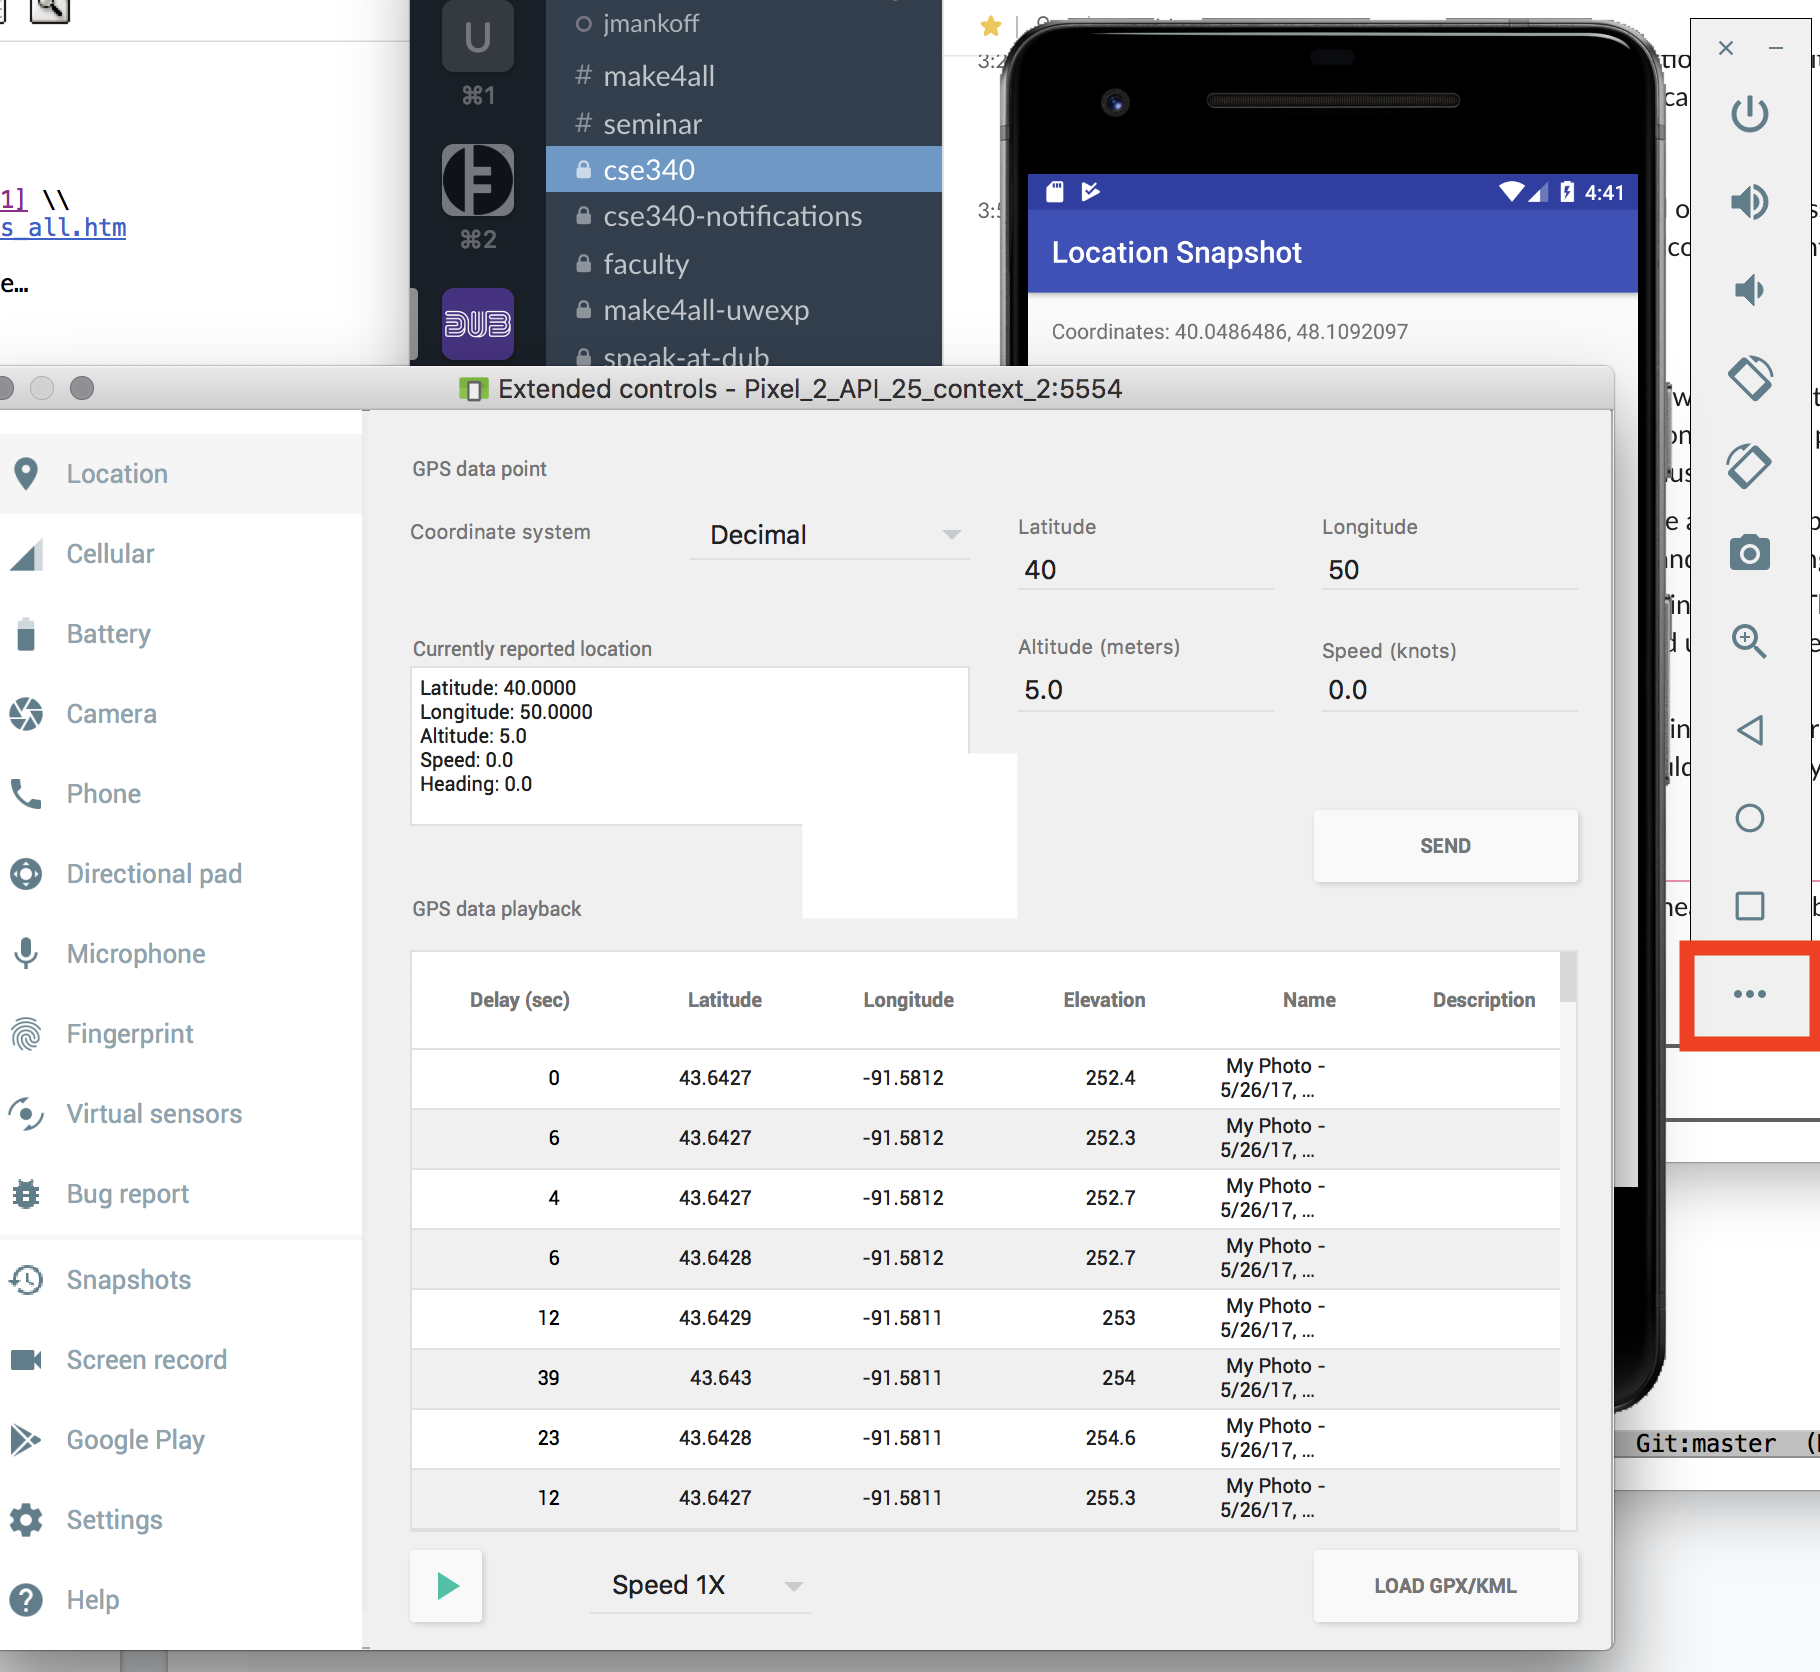 1] \\
s_all.htm
e…
U
⌘1
⌘2
DUB
jmankoff
# make4all
# seminar
cse340
cse340-notifications
faculty
make4all-uwexp
speak-at-dub
4:41
Location Snapshot
Coordinates: 40.0486486, 48.1092097
Extended controls - Pixel_2_API_25_context_2:5554
Location
Cellular
Battery
Camera
Phone
Directional pad
Microphone
Fingerprint
Virtual sensors
Bug report
Snapshots
Screen record
Google Play
Settings
Help
GPS data point
Coordinate system
Decimal
Latitude
40
Longitude
50
Currently reported location
Latitude: 40.0000
Longitude: 50.0000
Altitude: 5.0
Speed: 0.0
Heading: 0.0
Altitude (meters)
5.0
Speed (knots)
0.0
SEND
GPS data playback
Delay (sec) Latitude Longitude Elevation Name Description
0 43.6427 -91.5812 252.4 My Photo -
5/26/17, ...
6 43.6427 -91.5812 252.3 My Photo -
5/26/17, ...
4 43.6427 -91.5812 252.7 My Photo -
5/26/17, ...
6 43.6428 -91.5812 252.7 My Photo -
5/26/17, ...
12 43.6429 -91.5811 253 My Photo -
5/26/17, ...
39 43.643 -91.5811 254 My Photo -
5/26/17, ...
23 43.6428 -91.5811 254.6 My Photo -
5/26/17, ...
12 43.6427 -91.5811 255.3 My Photo -
5/26/17, ...
Speed 1X
LOAD GPX/KML
Git:master